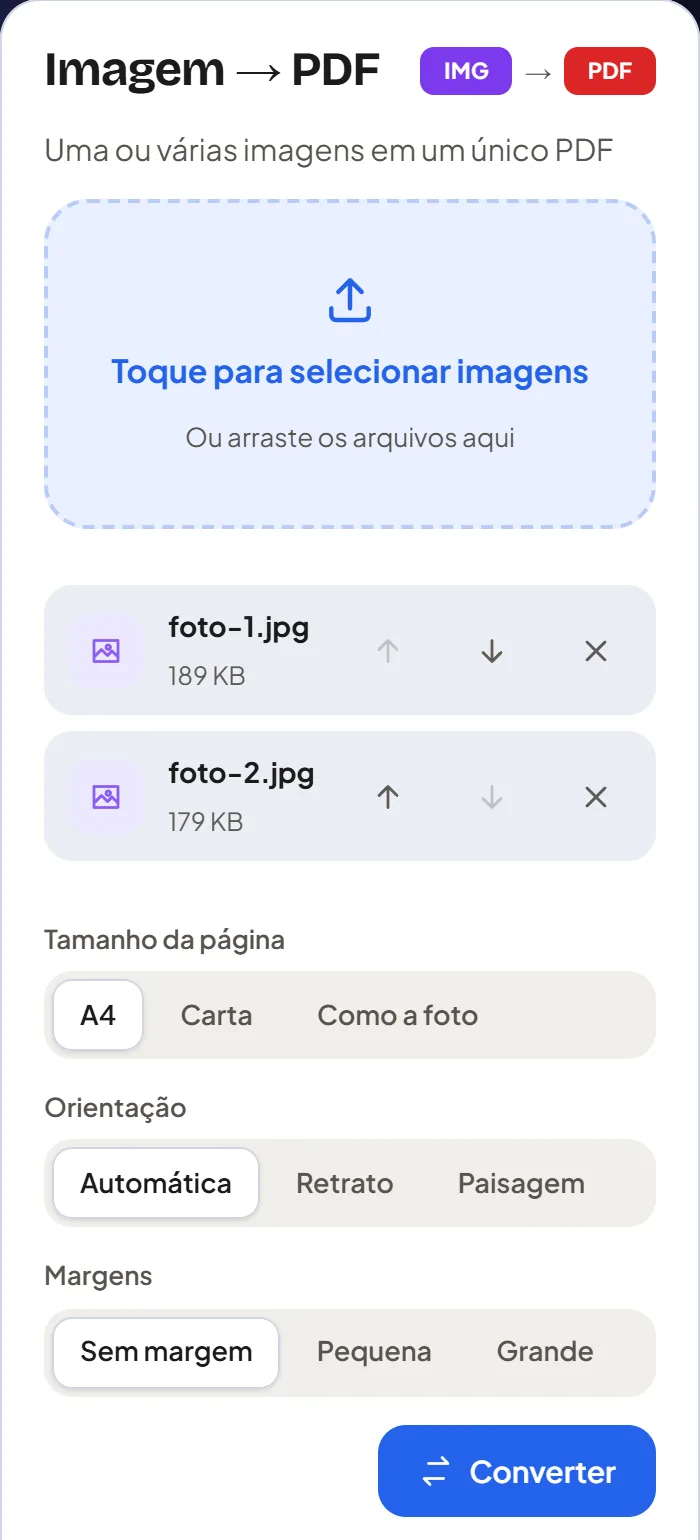 Imagem → PDF IMG → PDF
Uma ou várias imagens em um único PDF
Toque para selecionar imagens
Ou arraste os arquivos aqui
foto-1.jpg
189 KB
foto-2.jpg
179 KB
Tamanho da página
A4 Carta Como a foto
Orientação
Automática Retrato Paisagem
Margens
Sem margem Pequena Grande
Converter